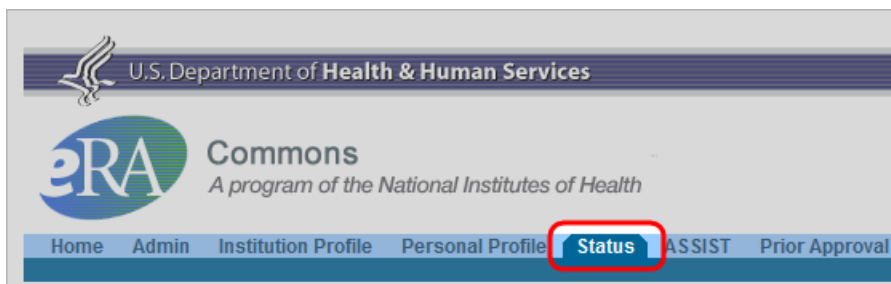 U.S. Department of Health & Human Services
eRA
Commons
A program of the National Institutes of Health
Home Admin Institution Profile Personal Profile Status ASSIST Prior Approval